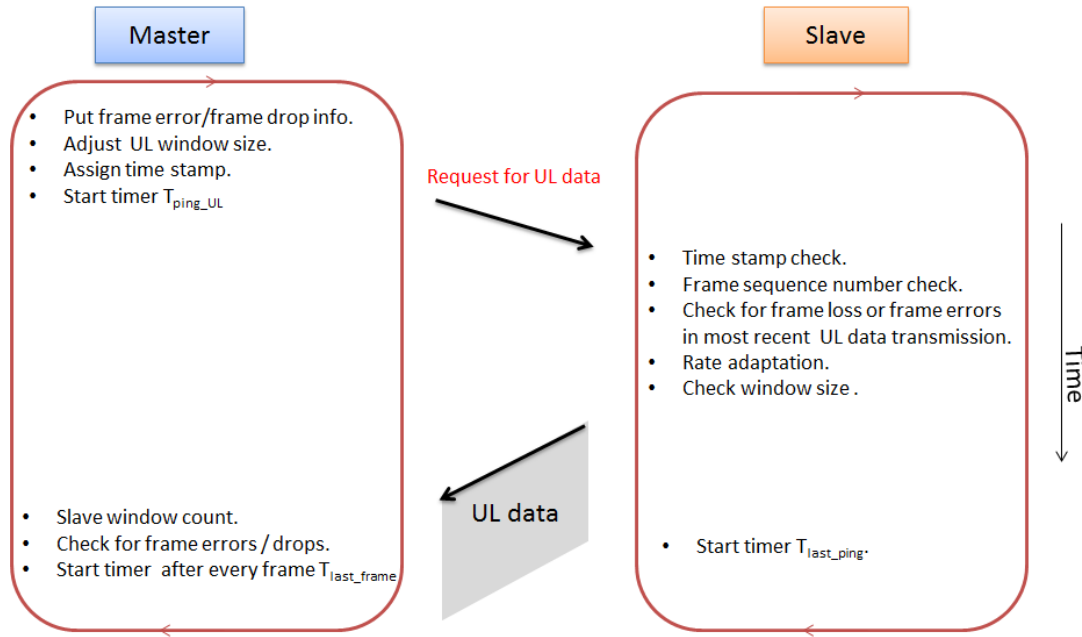 Master
Slave
• Put frame error/frame drop info.
• Adjust UL window size.
• Assign time stamp.
• Start timer Tping_UL
Request for UL data
• Time stamp check.
• Frame sequence number check.
• Check for frame loss or frame errors
in most recent UL data transmission.
• Rate adaptation.
• Check window size .
Time
• Slave window count.
• Check for frame errors / drops.
• Start timer after every frame Tlast_frame
UL data
• Start timer Tlast_ping.